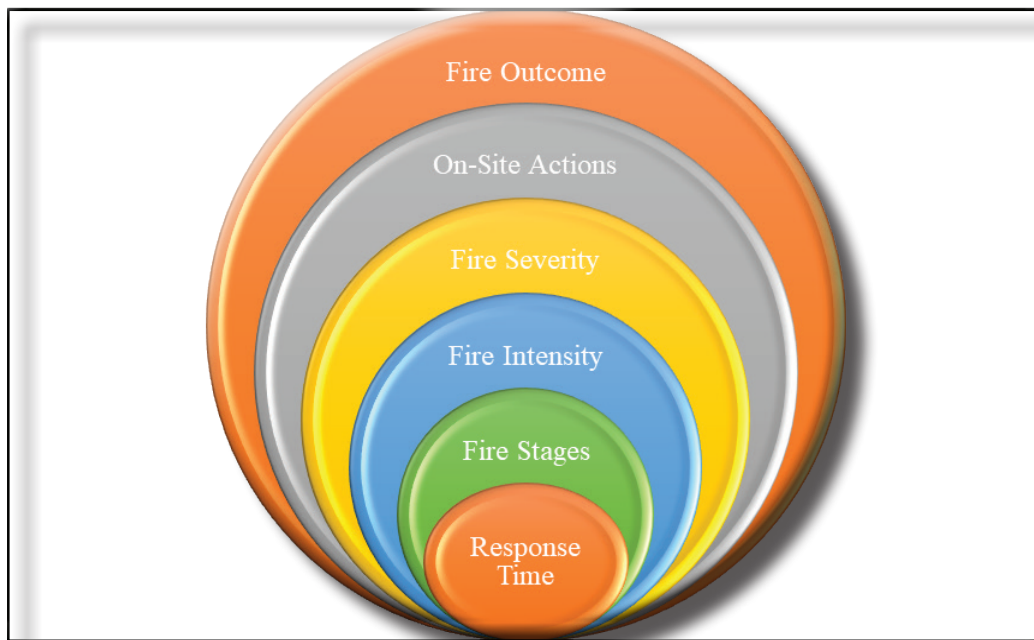 Fire Outcome
On-Site Actions
Fire Severity
Fire Intensity
Fire Stages
Response
Time